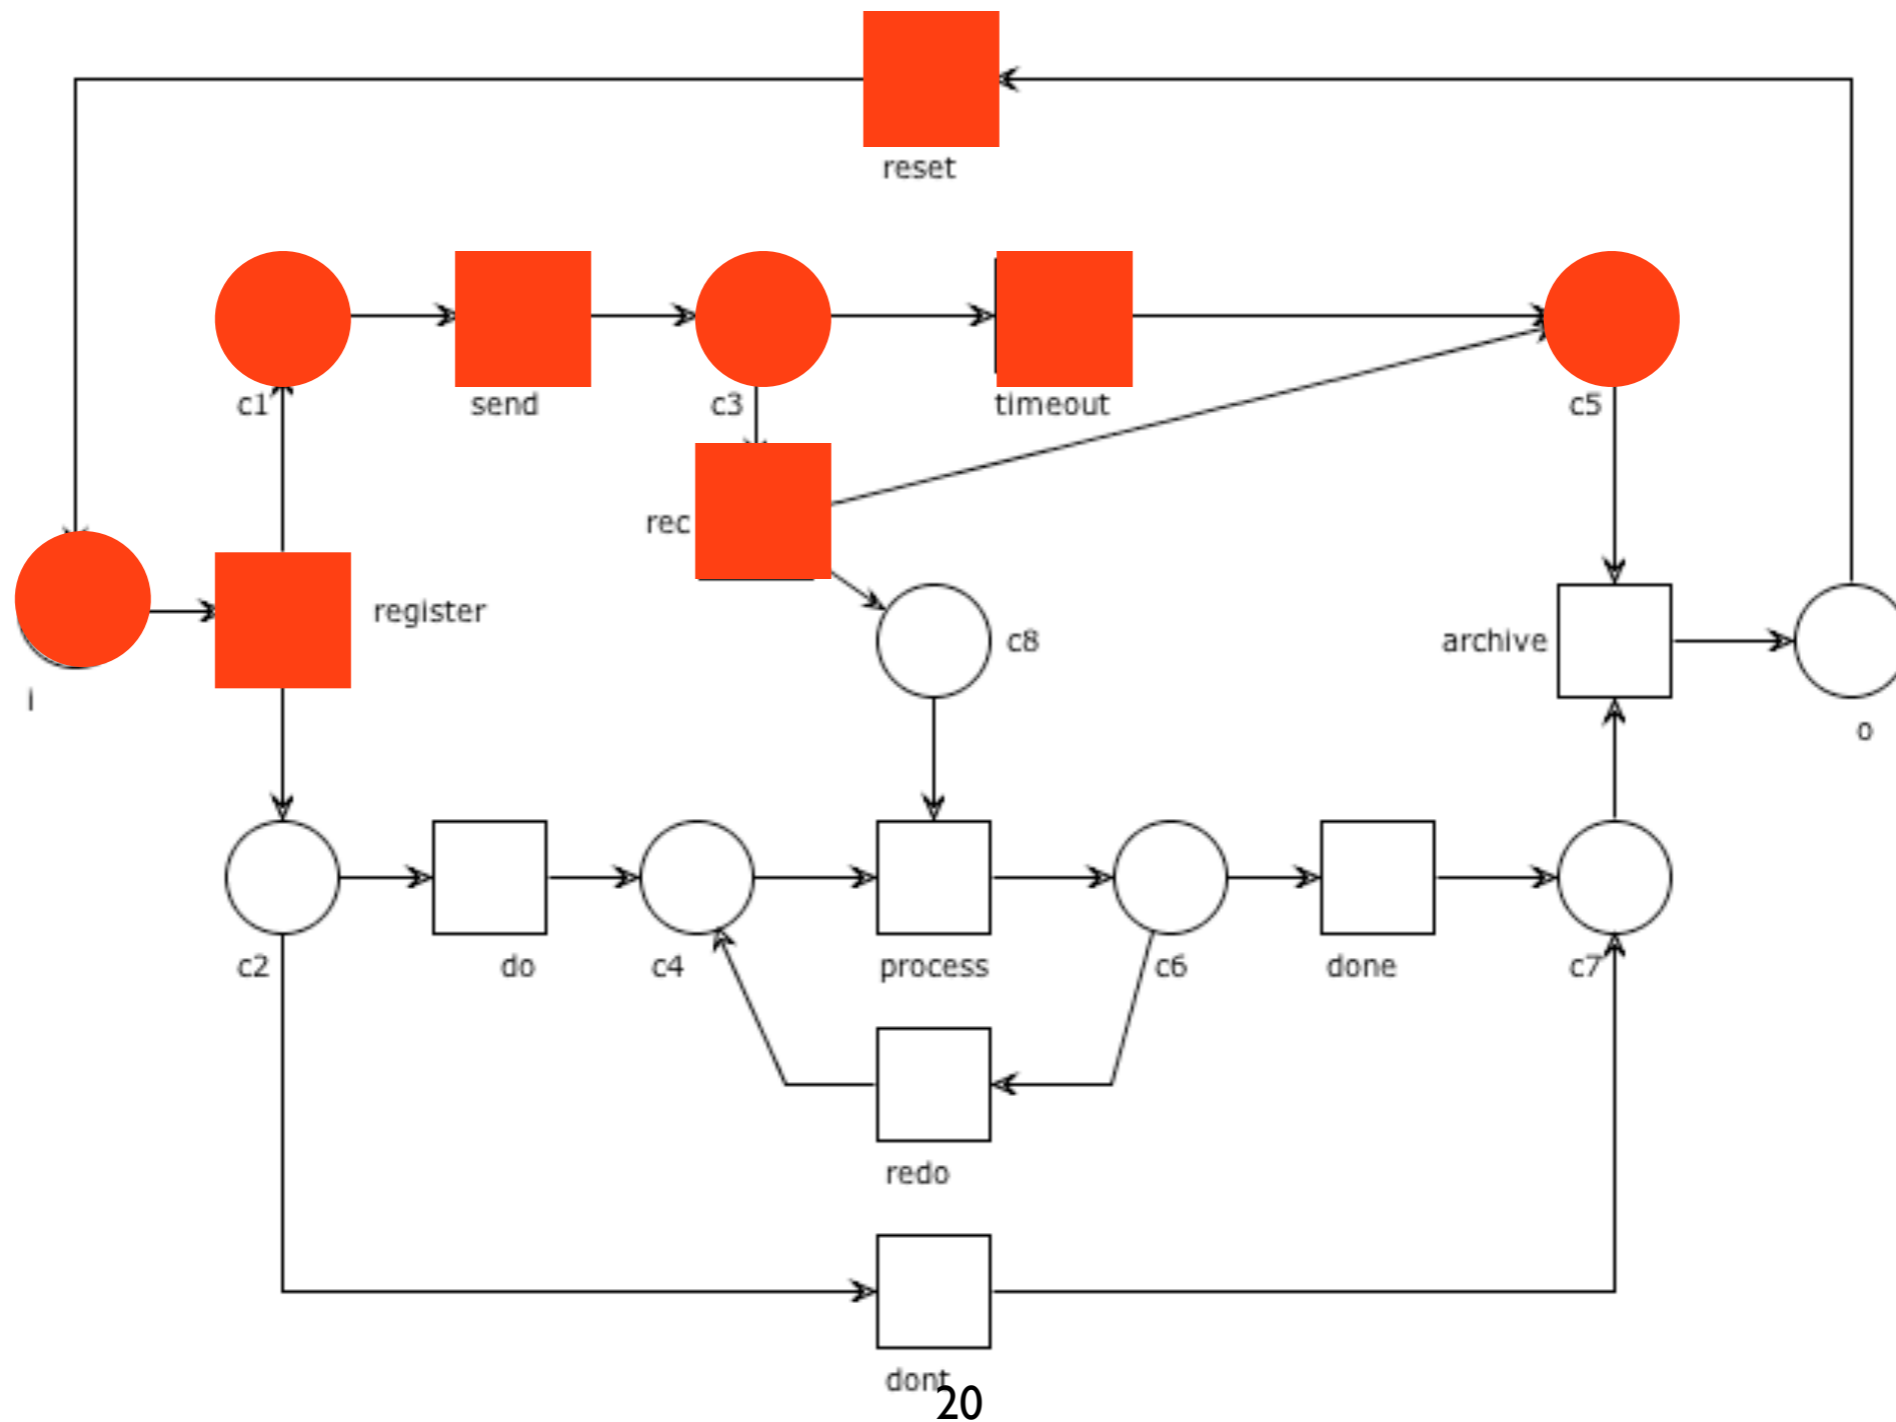 reset
c1
send
c3
timeout
c5
rec
register
c8
archive
i
o
c2
do
c4
process
c6
done
c7
redo
dont
20